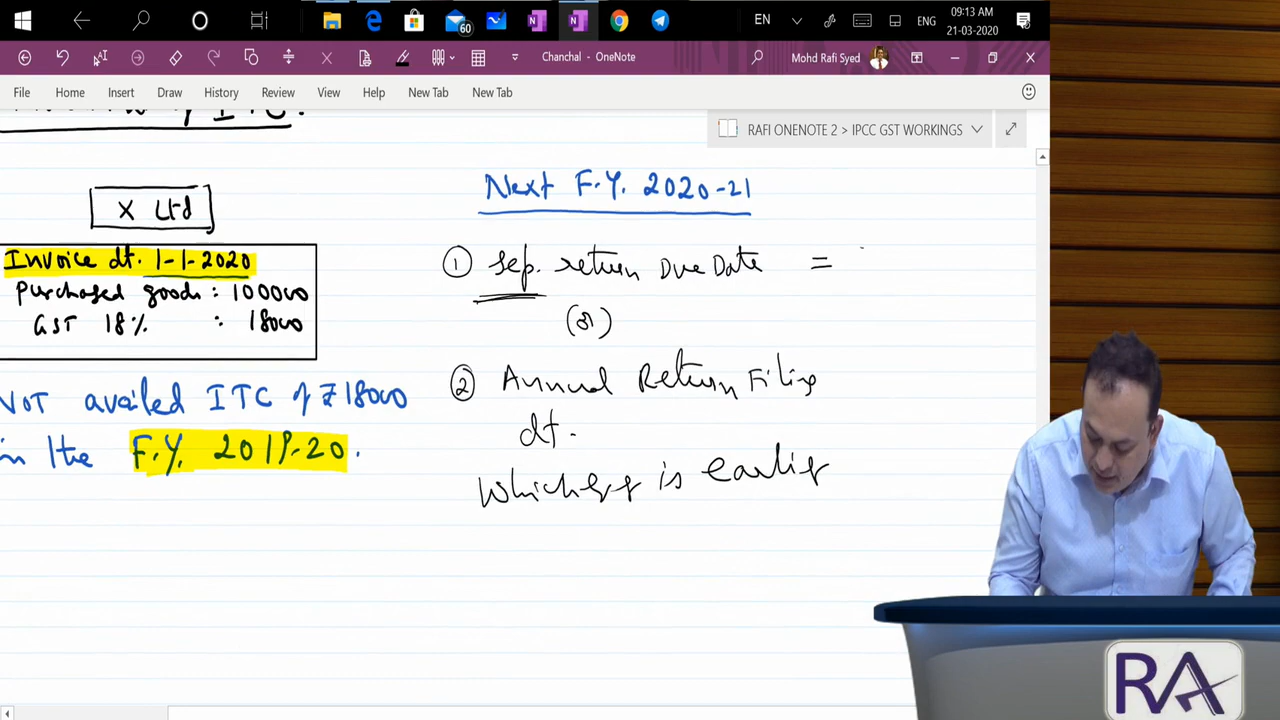 EN
ENG
09:13 AM
21-03-2020
60
Chanchal - OneNote
Mohd Rafi Syed
File Home Insert Draw History Review View Help New Tab New Tab
RAFI ONENOTE 2 > IPCC GST WORKINGS
of ITC.
X Ltd
Invoice dt. 1-1-2020
Purchased goods : 100000
GST 18% : 18000
NOT availed ITC of ₹18000
in the F.Y. 2019-20.
Next F.Y. 2020-21
① Sep. return Due Date =
(or)
② Annual Return Filing
dt.
Whichever is earlier
RA